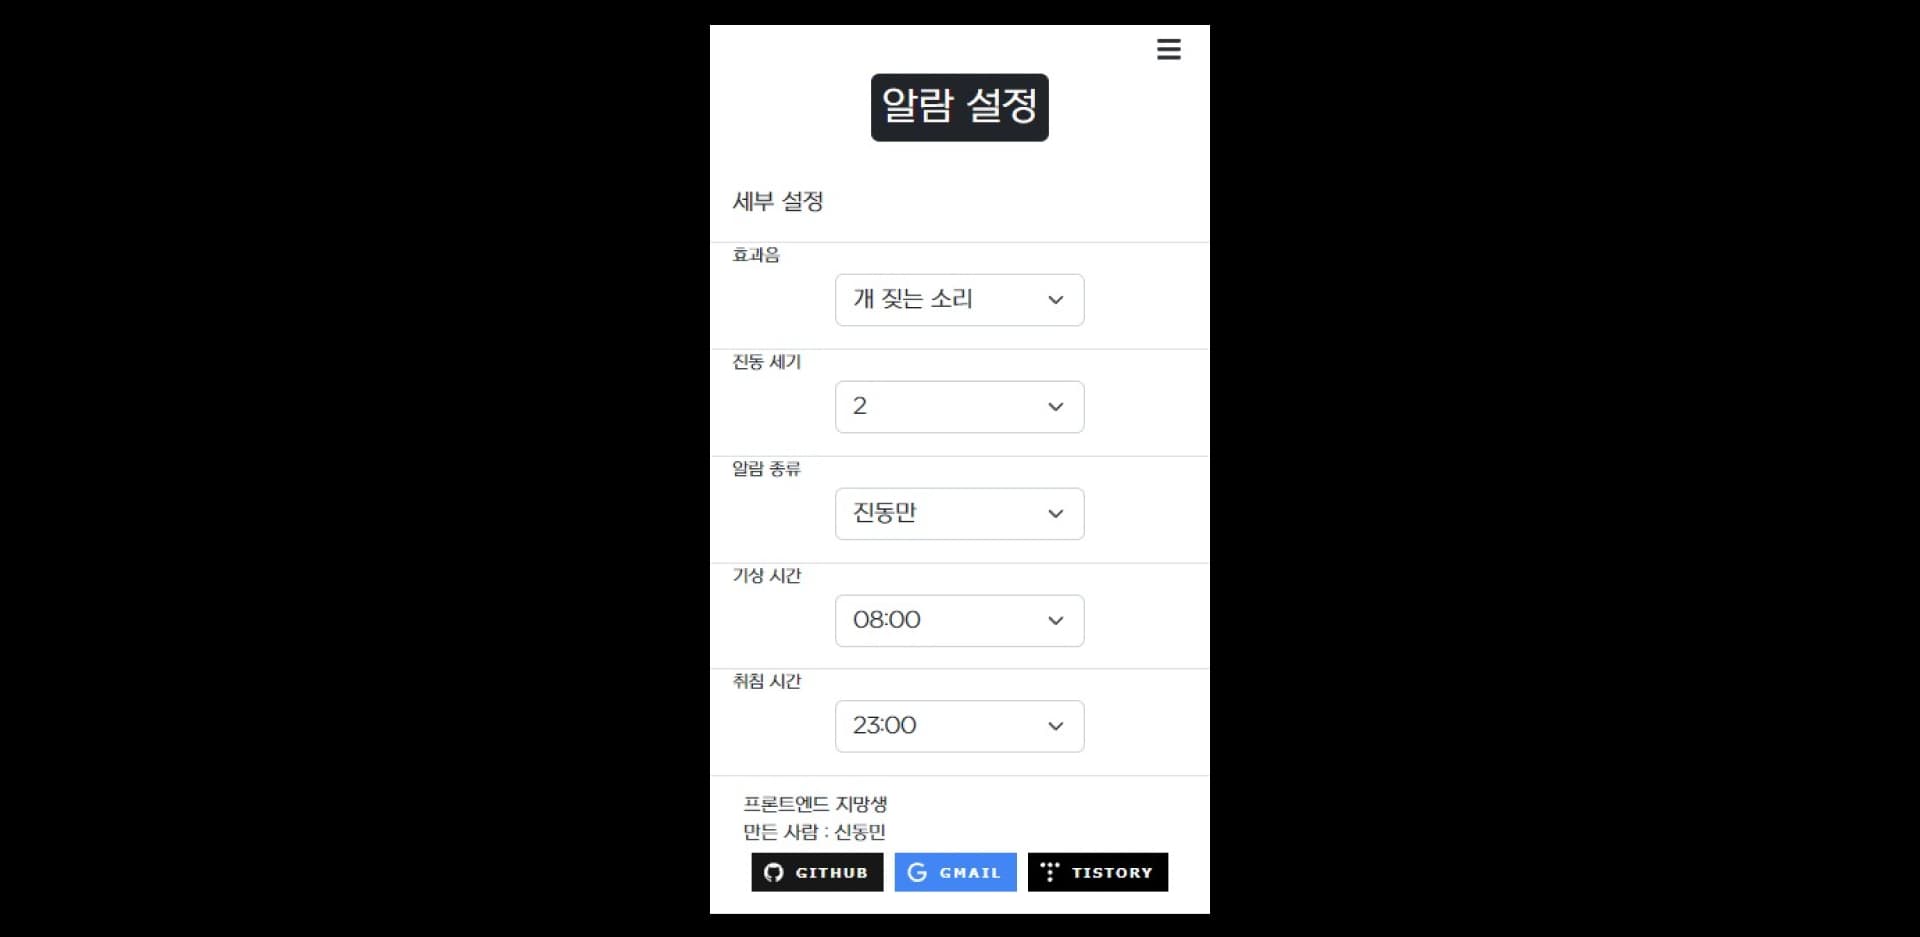 알람 설정
세부 설정
효과음
개 짖는 소리
진동 세기
2
알람 종류
진동만
기상 시간
08:00
취침 시간
23:00
프론트엔드 지망생
만든 사람 : 신동민
GITHUB GMAIL TISTORY